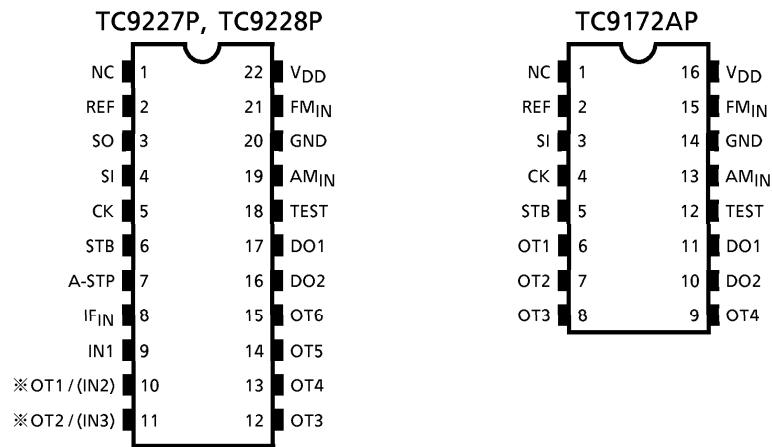 TC9227P, TC9228P
NC 1 22 VDD
REF 2 21 FMIN
SO 3 20 GND
SI 4 19 AMIN
CK 5 18 TEST
STB 6 17 DO1
A-STP 7 16 DO2
IFIN 8 15 OT6
IN1 9 14 OT5
※OT1/(IN2) 10 13 OT4
※OT2/(IN3) 11 12 OT3
TC9172AP
NC 1 16 VDD
REF 2 15 FMIN
SI 3 14 GND
CK 4 13 AMIN
STB 5 12 TEST
OT1 6 11 DO1
OT2 7 10 DO2
OT3 8 9 OT4